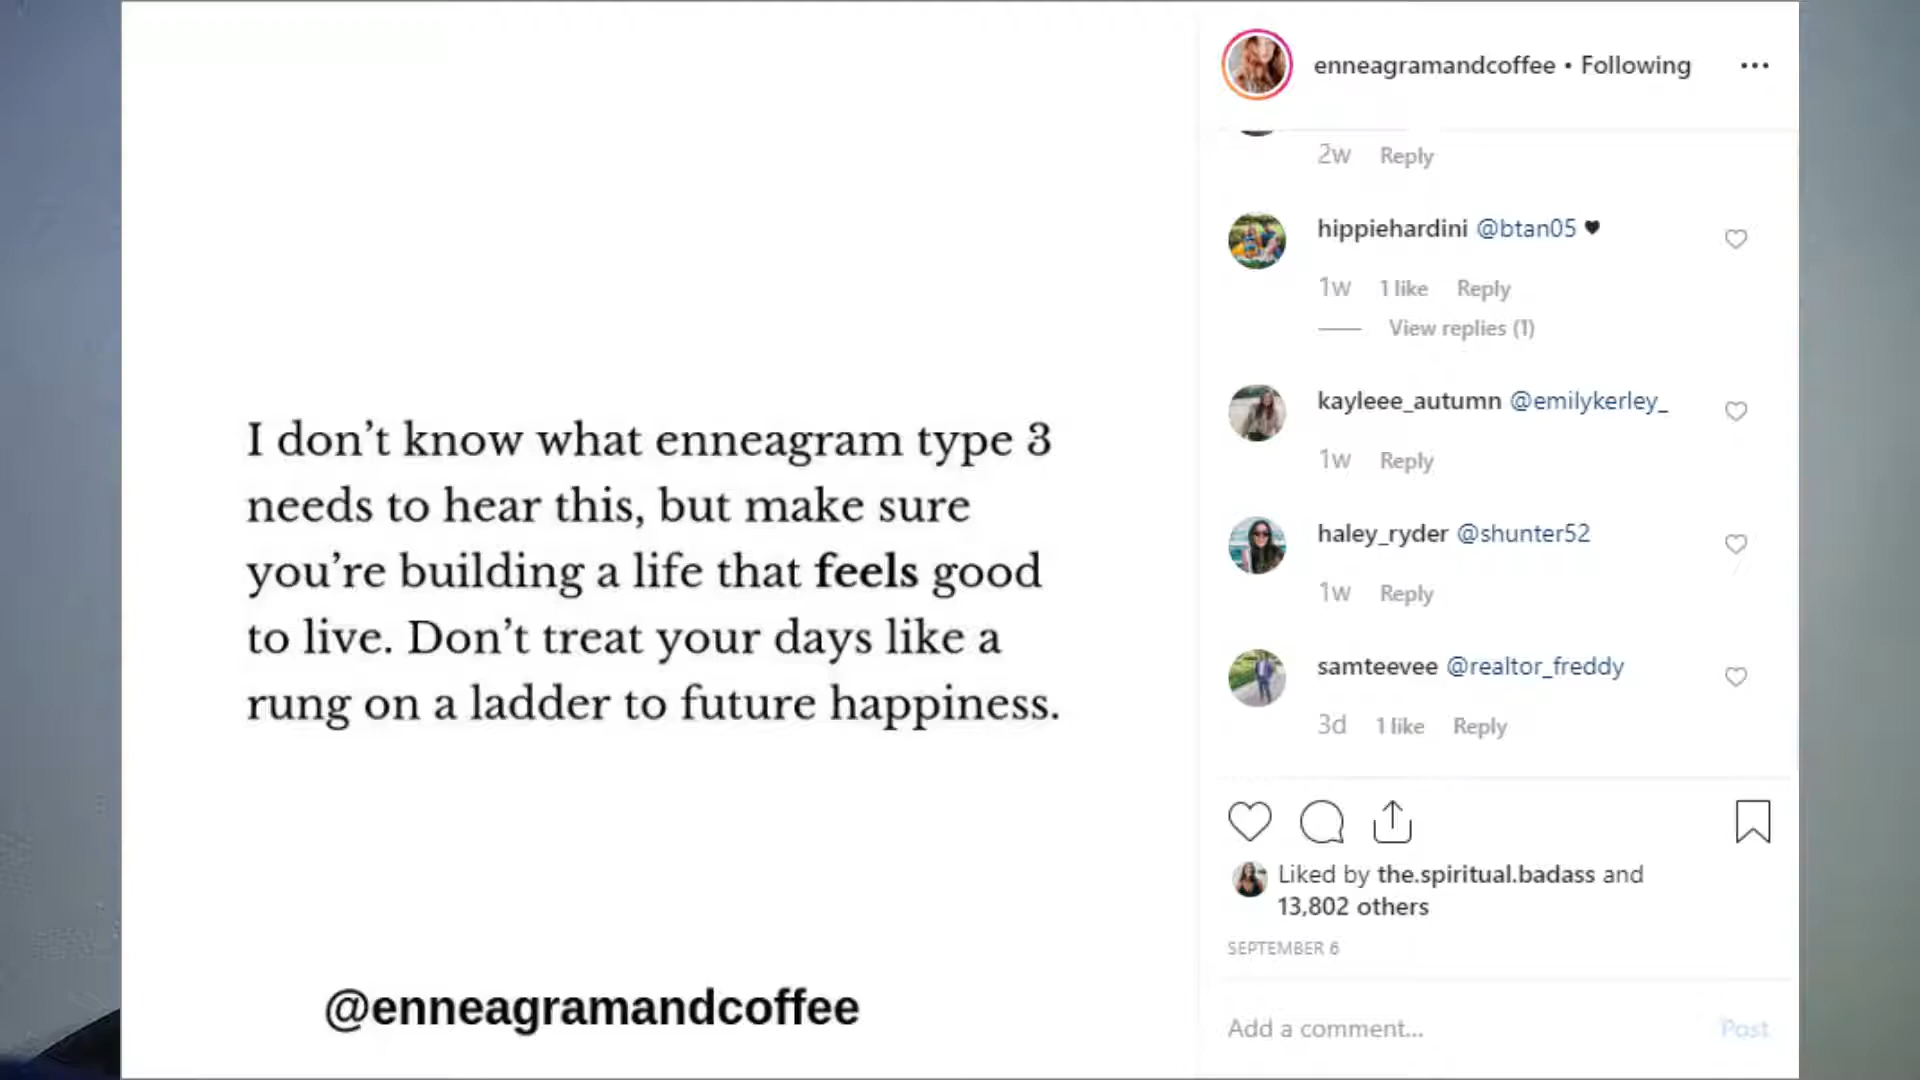 I don’t know what enneagram type 3
needs to hear this, but make sure
you’re building a life that feels good
to live. Don’t treat your days like a
rung on a ladder to future happiness.
@enneagramandcoffee
enneagramandcoffee • Following
2w Reply
hippiehardini @btan05 ♥
1w 1 like Reply
View replies (1)
kayleee_autumn @emilykerley_
1w Reply
haley_ryder @shunter52
1w Reply
samteevee @realtor_freddy
3d 1 like Reply
Liked by the.spiritual.badass and
13,802 others
SEPTEMBER 6
Add a comment... Post